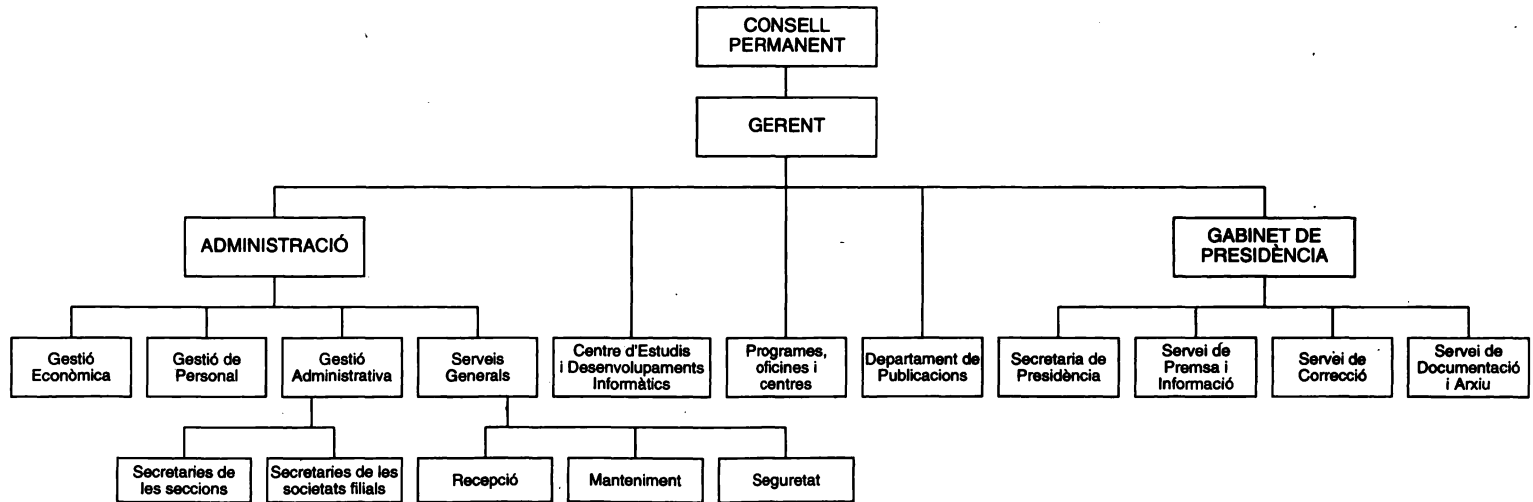 CONSELL
PERMANENT
GERENT
ADMINISTRACIÓ
GABINET DE
PRESIDÈNCIA
Gestió
Econòmica
Gestió de
Personal
Gestió
Administrativa
Serveis
Generals
Centre d'Estudis
i Desenvolupaments
Informàtics
Programes,
oficines i
centres
Departament de
Publicacions
Secretaria de
Presidència
Servei de
Premsa i
Informació
Servei de
Correcció
Servei de
Documentació
i Arxiu
Secretaries de
les seccions
Secretaries de les
societats filials
Recepció
Manteniment
Seguretat